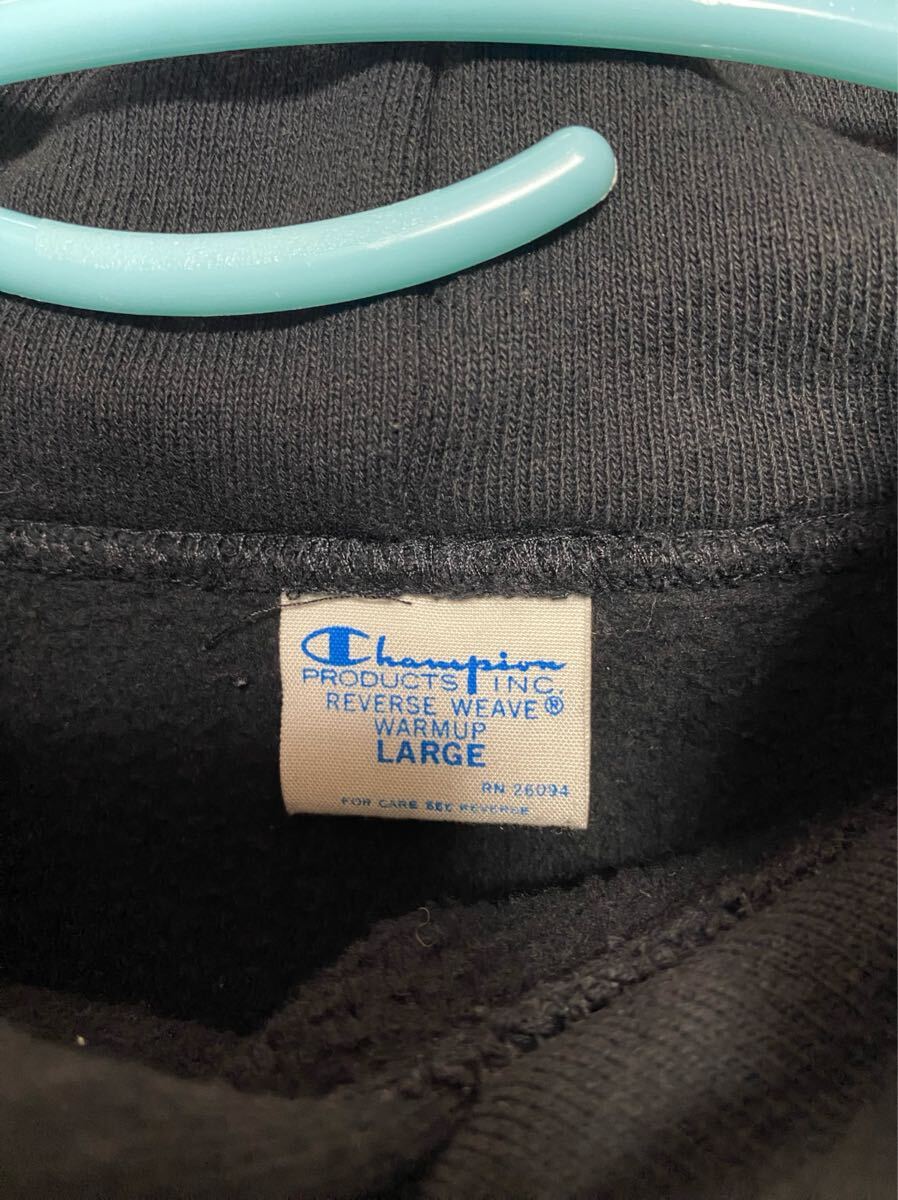 Champion
PRODUCTS INC.
REVERSE WEAVE®
WARMUP
LARGE
RN 26094
FOR CARE SEE REVERSE